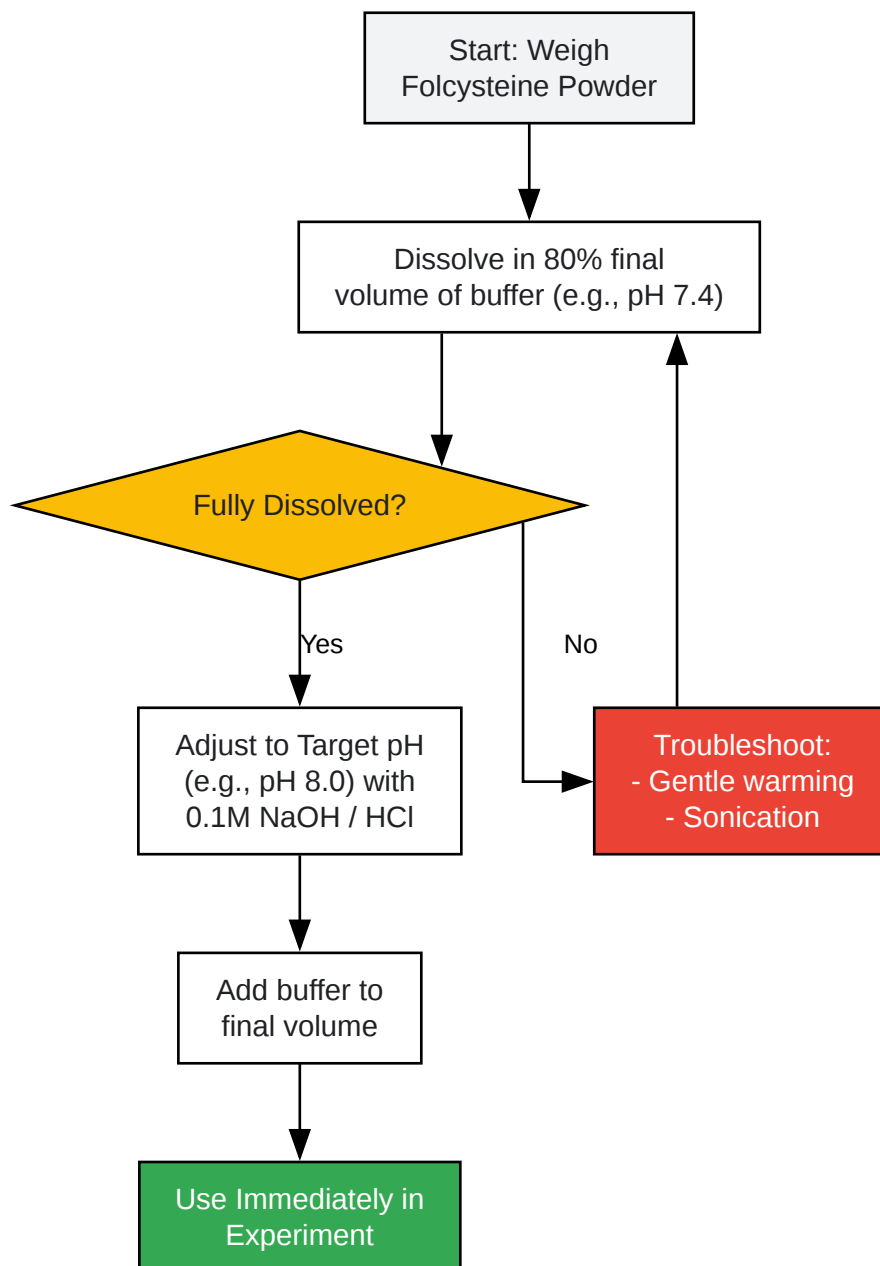 Start: Weigh
Folcysteine Powder
Dissolve in 80% final
volume of buffer (e.g., pH 7.4)
Fully Dissolved?
Yes
No
Adjust to Target pH
(e.g., pH 8.0) with
0.1M NaOH / HCl
Troubleshoot:
- Gentle warming
- Sonication
Add buffer to
final volume
Use Immediately in
Experiment